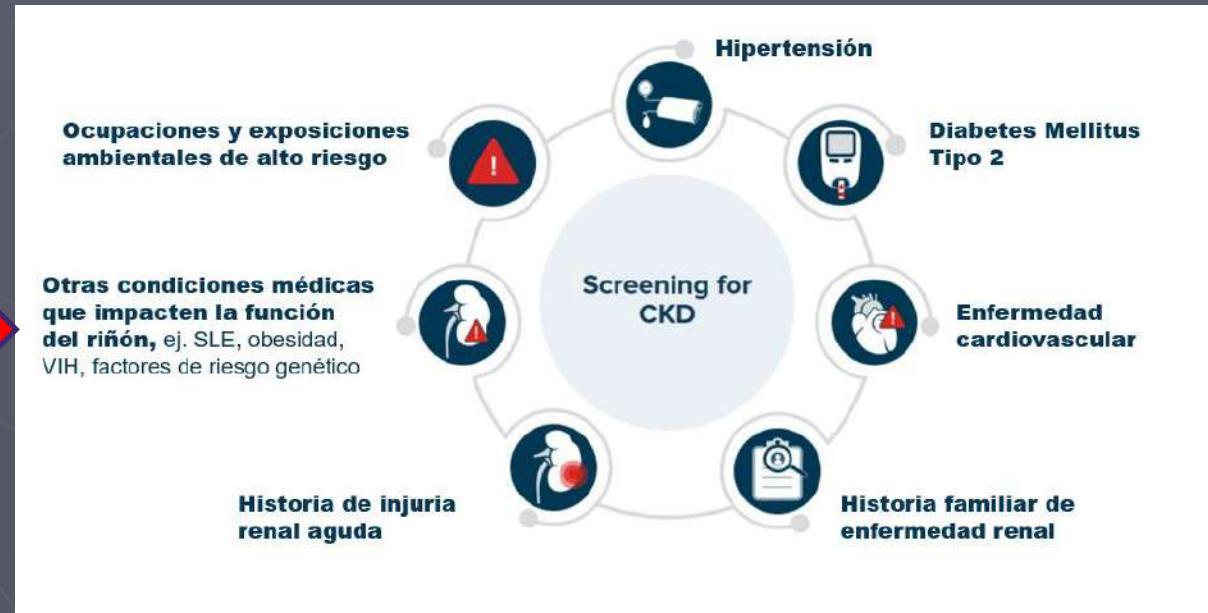 Hipertensión
Ocupaciones y exposiciones
ambientales de alto riesgo
Diabetes Mellitus
Tipo 2
Otras condiciones médicas
que impacten la función
del riñón, ej. SLE, obesidad,
VIH, factores de riesgo genético
Screening for
CKD
Enfermedad
cardiovascular
Historia de injuria
renal aguda
Historia familiar de
enfermedad renal